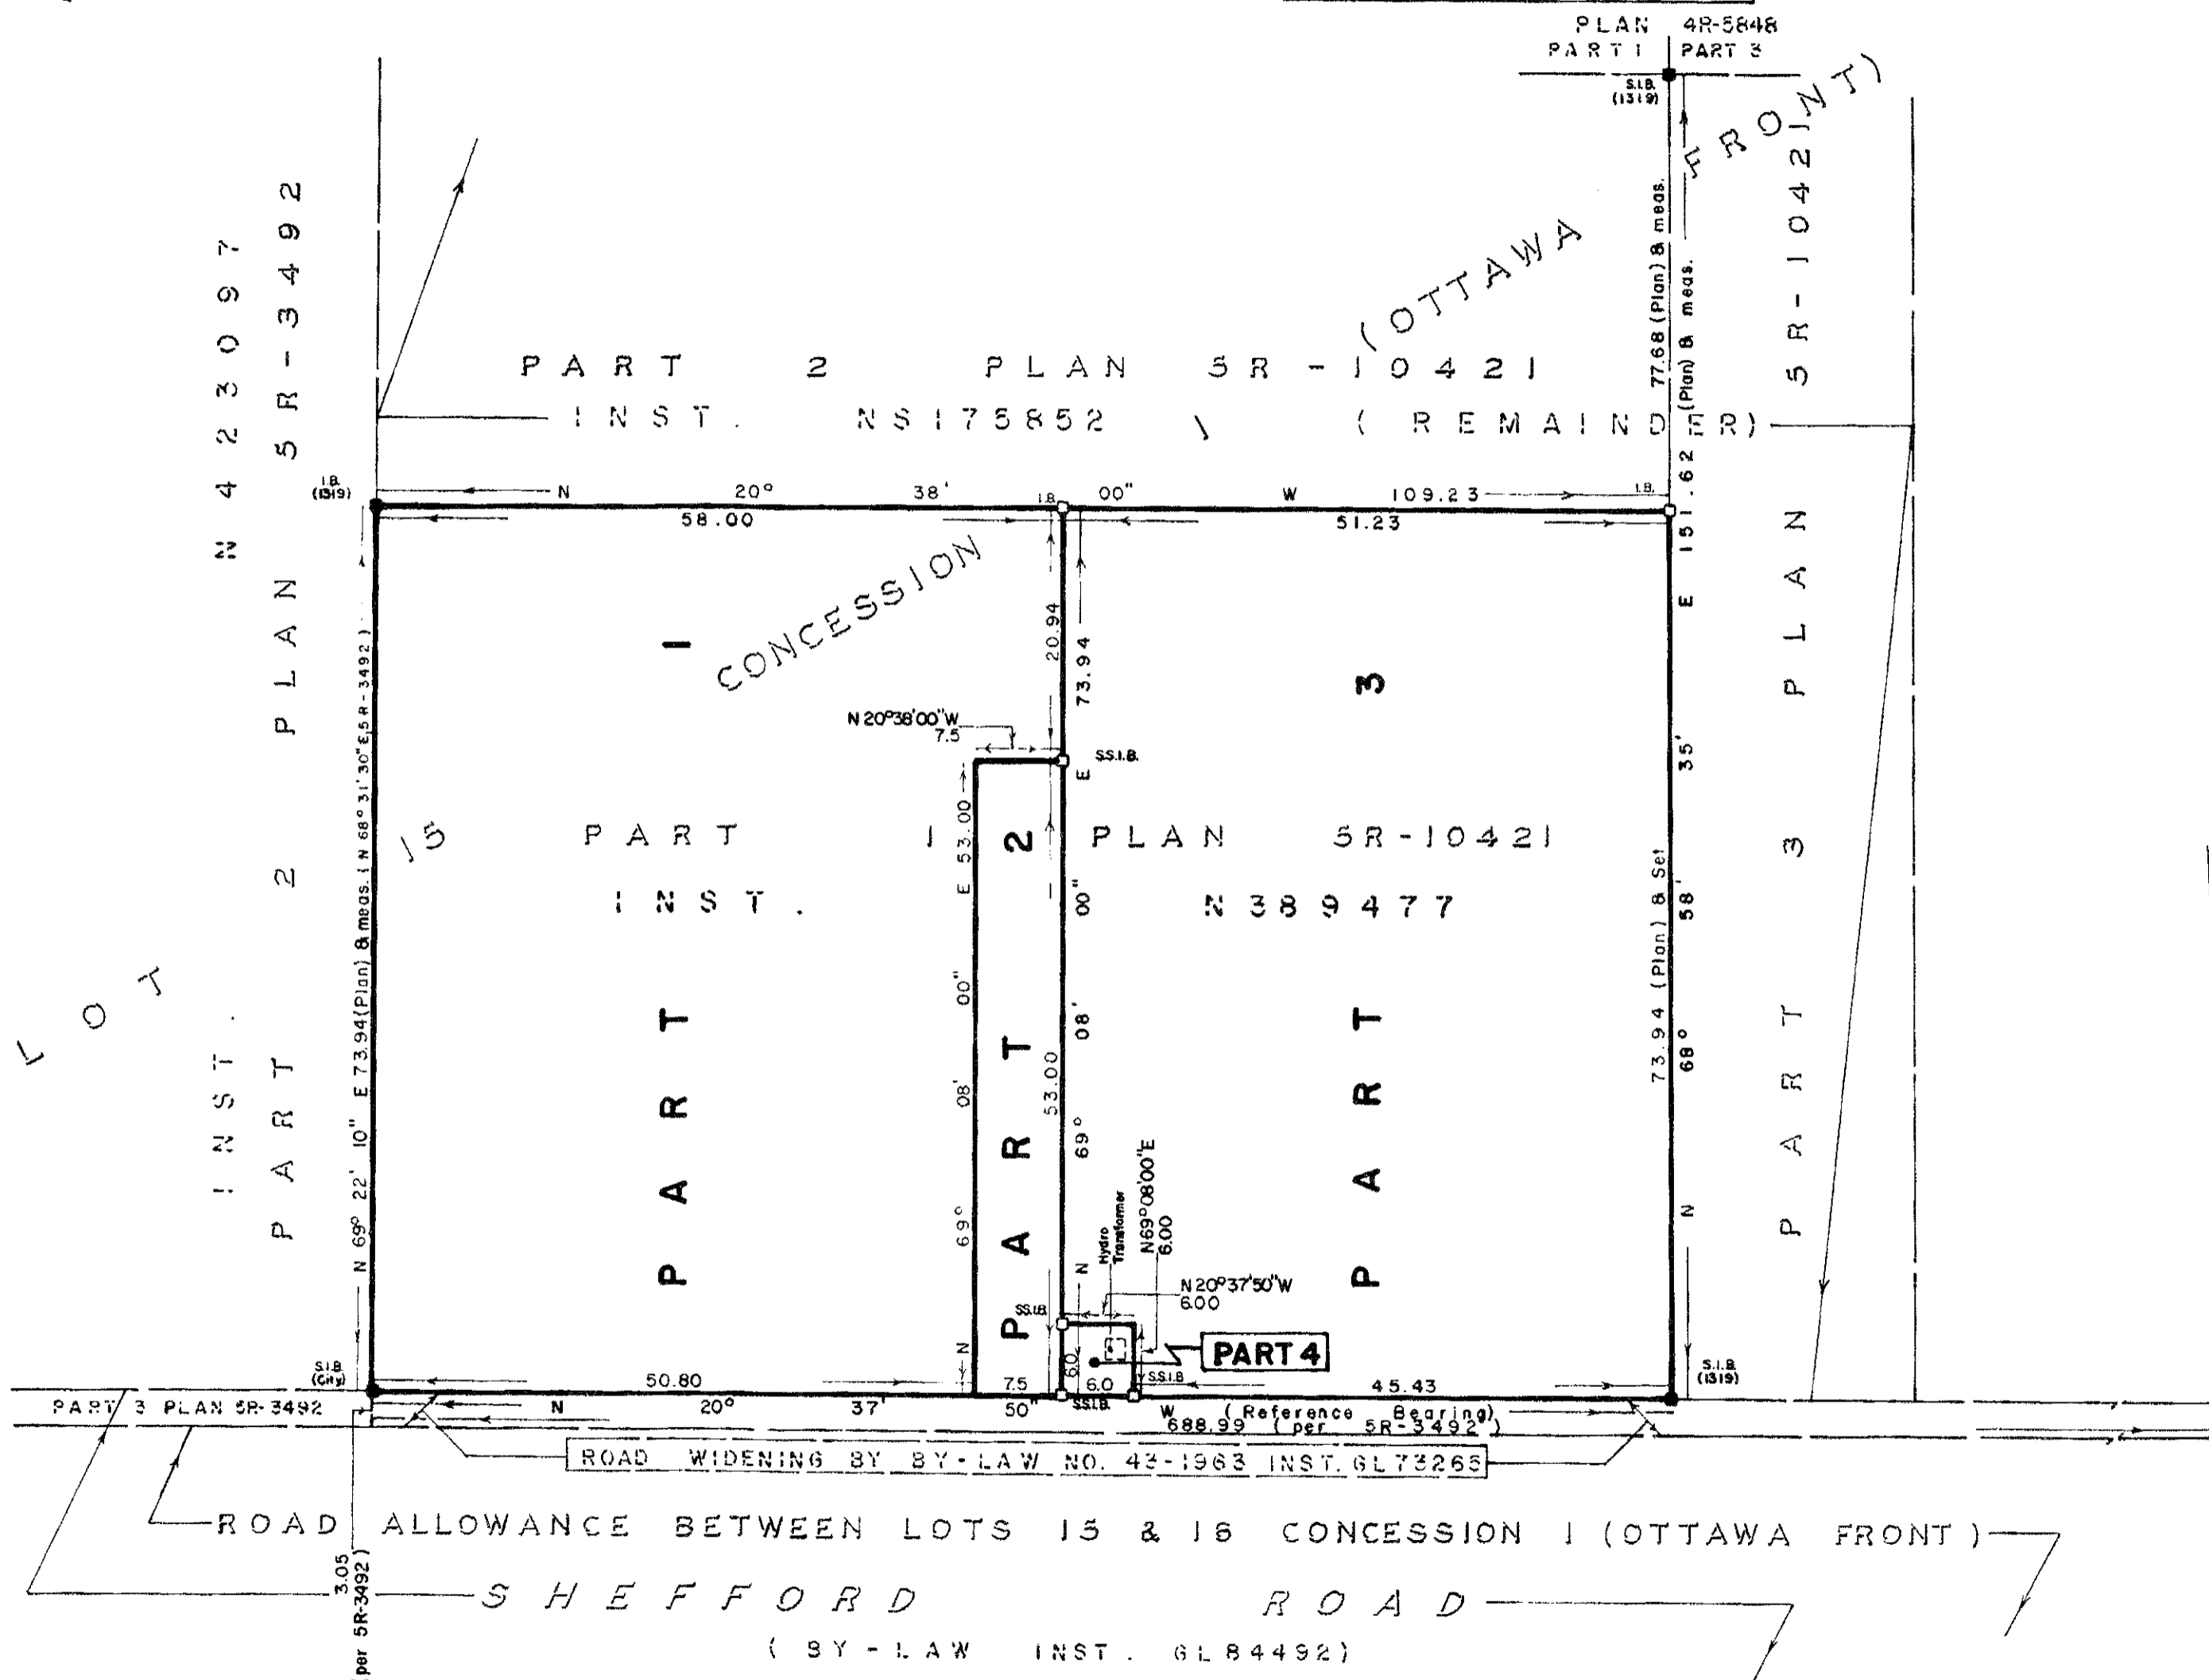 PLAN 4R-5848
PART 1 PART 3
S.I.B.
(1319)
(OTTAWA FRONT)
77.68 (Plan) & meas.
N 68° 58' 35" E 151.62 (Plan) & meas.
PART 3 PLAN 5R-10421
INST. N423097
PART 2 PLAN 5R-3492
PART 2 PLAN 5R-10421
INST. NS175852 (REMAINDER)
I.B.
(1319)
N 20° 38' 00" W 109.23
I.B.
I.B.
58.00
51.23
CONCESSION 1
20.94
73.94
N 20°38'00"W
7.5
S.S.I.B.
LOT 15
PART 1 PLAN 5R-10421
INST. N389477
PART 1
PART 2
PART 3
N 69° 22' 10" E 73.94 (Plan) & meas. ( N 68° 31' 30" E, 5R-3492)
N 69° 08' 00" E 53.00
53.00
N 69° 08' 00" E
73.94 (Plan) & Set
Hydro
Transformer
N69°08'00"E
6.00
N 20°37'50"W
6.00
S.S.I.B.
6.0
PART 4
S.I.B.
(City)
50.80
7.5
6.0
S.S.I.B.
45.43
S.I.B.
(1319)
PART 3 PLAN 5R-3492
N 20° 37' 50" W (Reference Bearing)
S.S.I.B.
688.99 (per 5R-3492)
ROAD WIDENING BY BY-LAW NO. 43-1963 INST. GL73265
ROAD ALLOWANCE BETWEEN LOTS 15 & 16 CONCESSION 1 (OTTAWA FRONT)
3.05
(per 5R-3492)
SHEFFORD ROAD
(BY-LAW INST. GL84492)